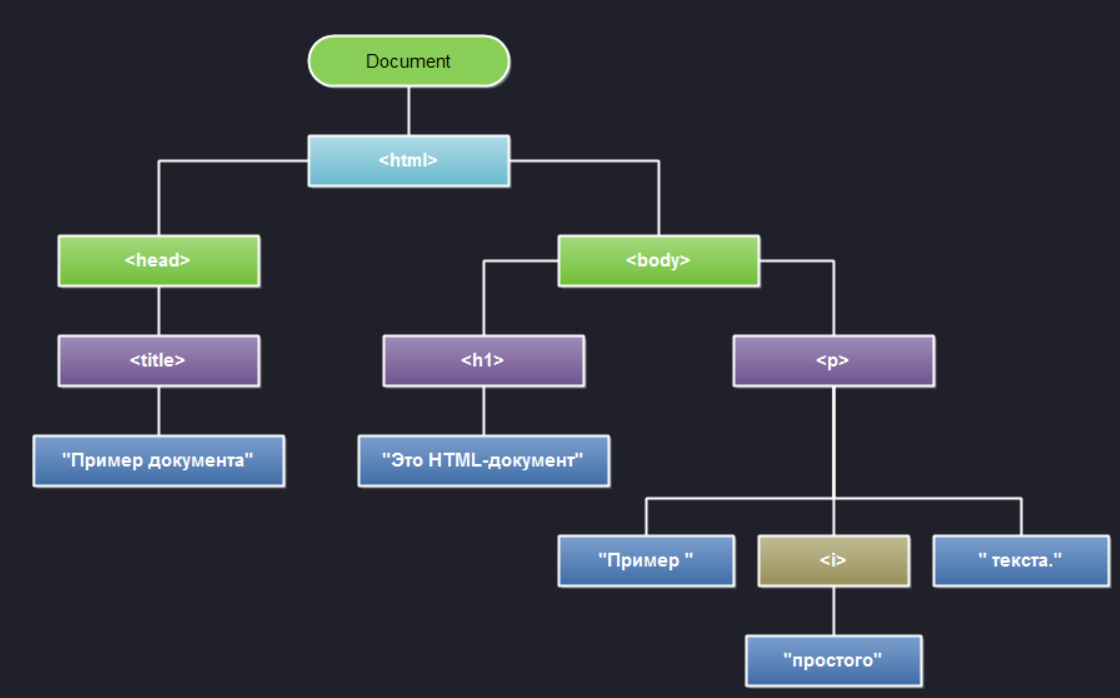 Document
<html>
<head>
<body>
<title>
<h1>
<p>
"Пример документа"
"Это HTML-документ"
"Пример "
<i>
" текста."
"простого"